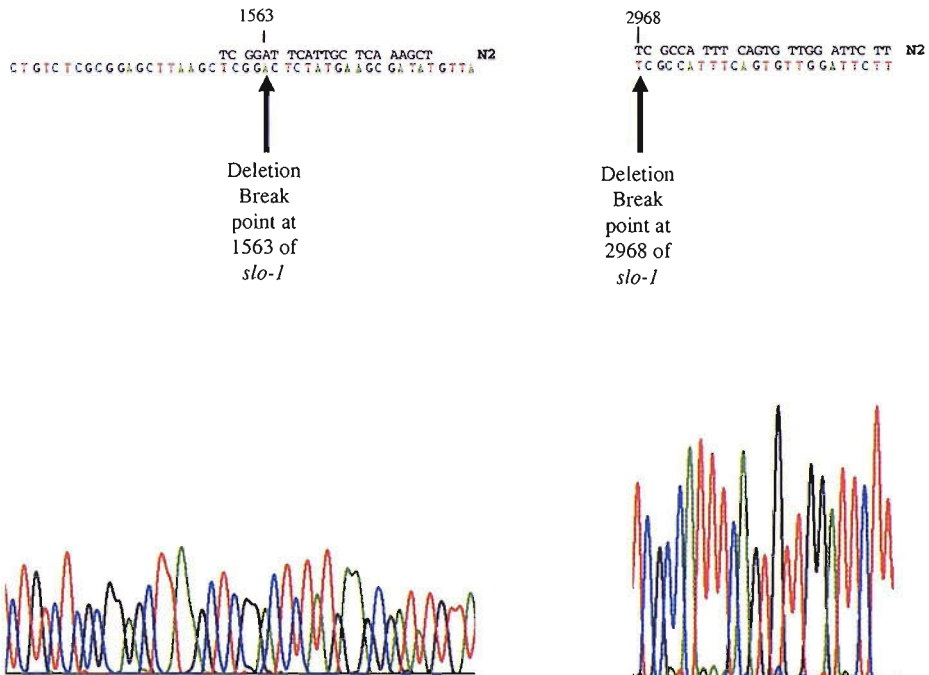 1563
TC GGAT TCATTGC TCA AAGCT N2
CTGTCTCGCGGAGCTTAAGCTCGGACTCTATGAAGCGATATGTTA
Deletion
Break
point at
1563 of
slo-1
2968
TC GCCA TTT CAGTG TTGG ATTC TT N2
TCGCCATTTCAGTGTTGGATTCTT
Deletion
Break
point at
2968 of
slo-1